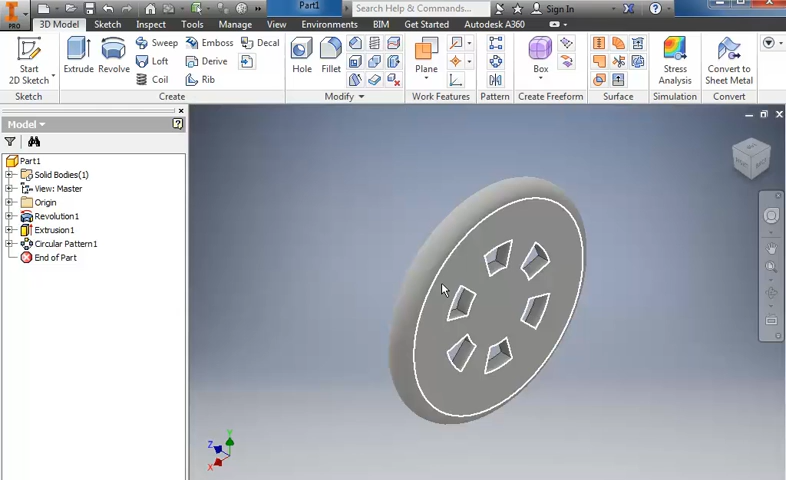 Part1
Search Help & Commands...
Sign In
PRO
3D Model
Sketch
Inspect
Tools
Manage
View
Environments
BIM
Get Started
Autodesk A360
Start
2D Sketch
Extrude
Revolve
Sweep
Emboss
Decal
Loft
Derive
Coil
Rib
Hole
Fillet
Plane
Box
Stress
Analysis
Convert to
Sheet Metal
Sketch
Create
Modify
Work Features
Pattern
Create Freeform
Surface
Simulation
Convert
Model
Part1
Solid Bodies(1)
View: Master
Origin
Revolution1
Extrusion1
Circular Pattern1
End of Part
Y
Z
X